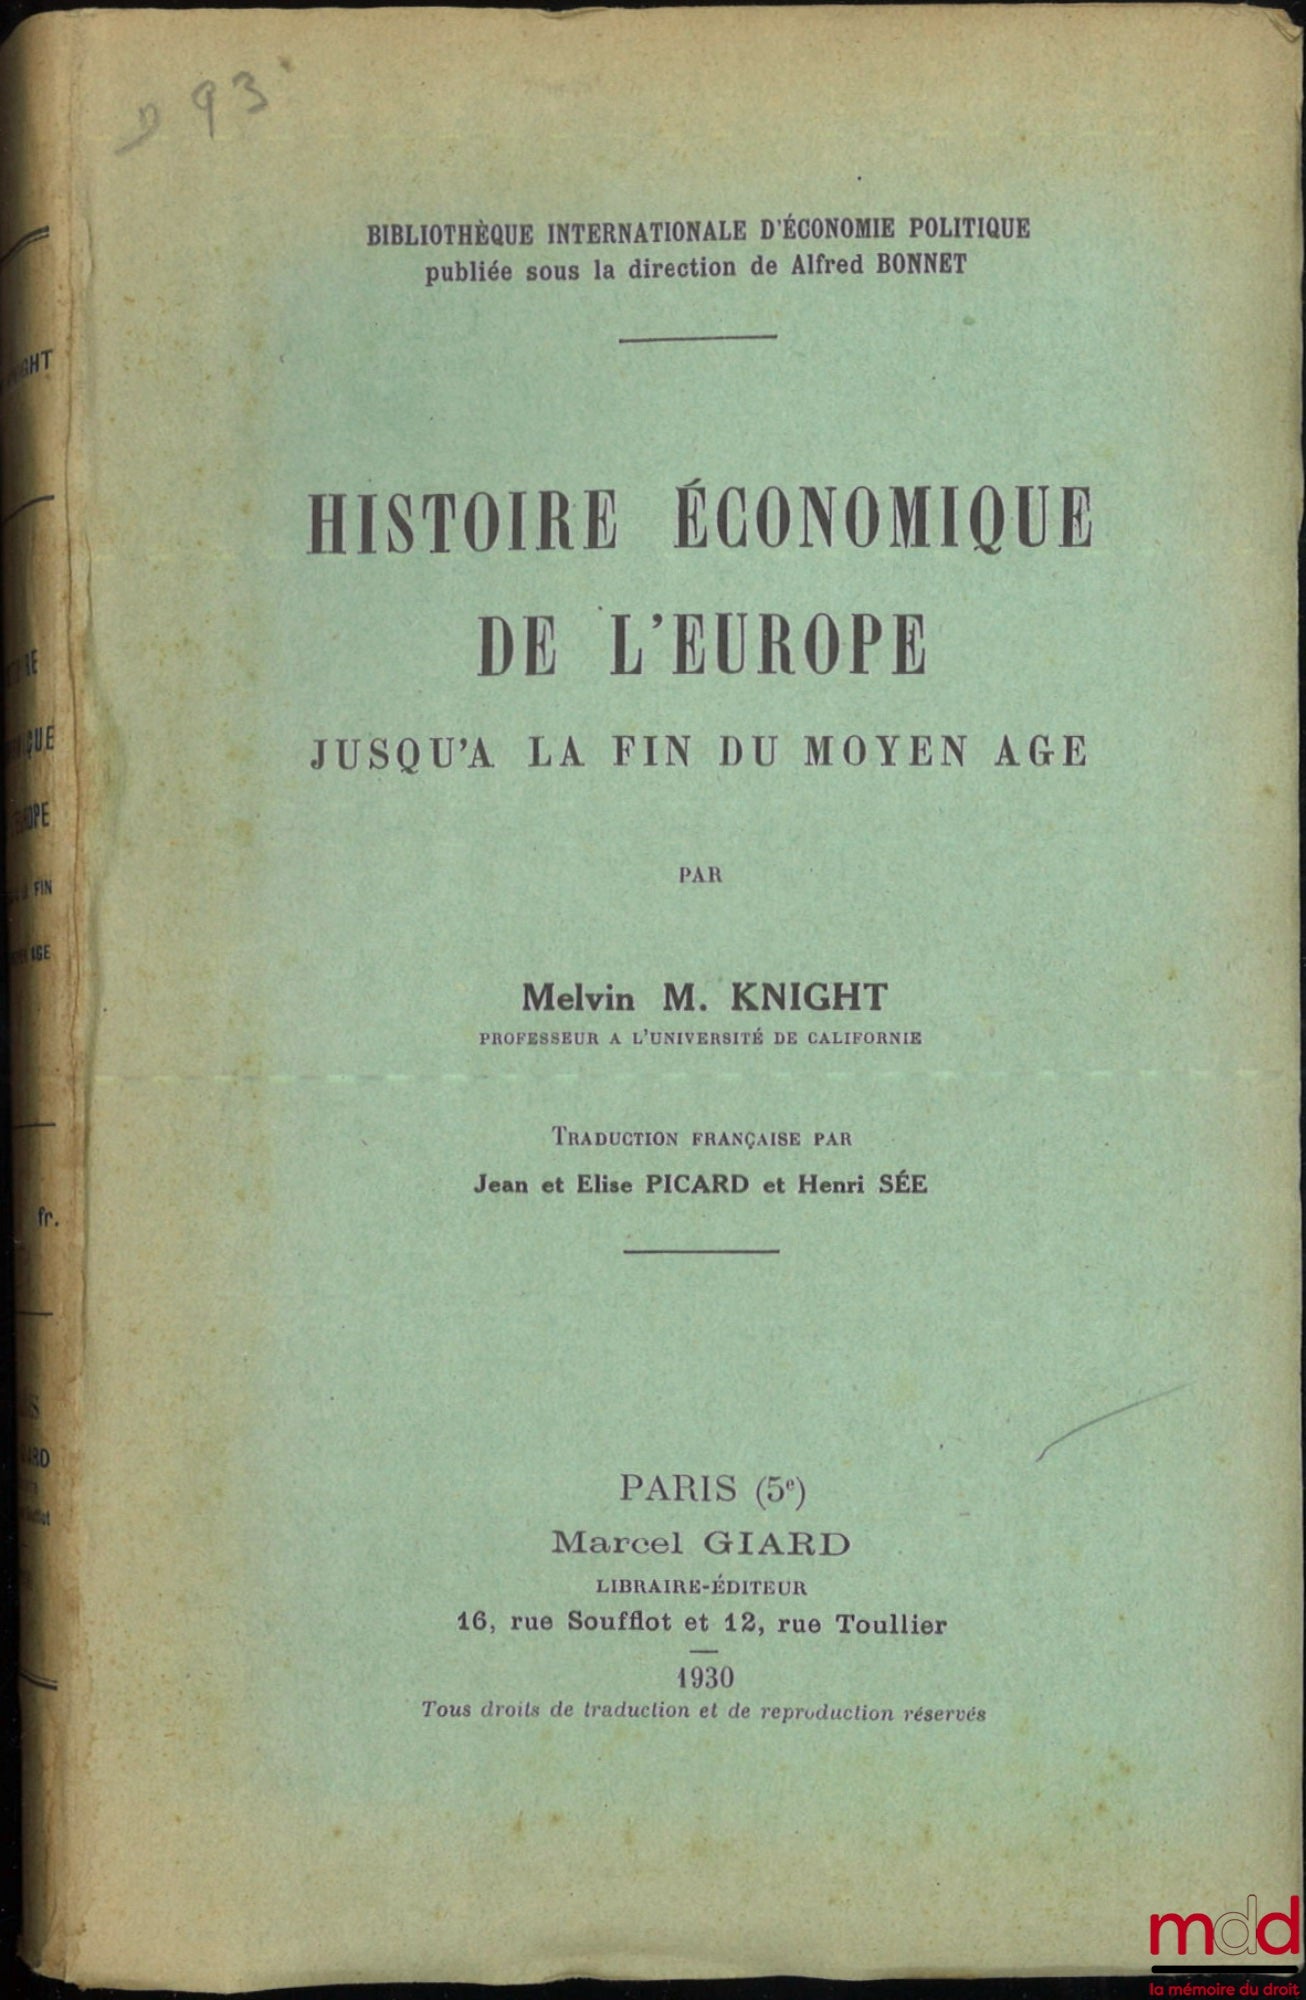 93
BIBLIOTHÈQUE INTERNATIONALE D'ÉCONOMIE POLITIQUE
publiée sous la direction de Alfred BONNET
HISTOIRE ÉCONOMIQUE
DE L'EUROPE
JUSQU'A LA FIN DU MOYEN AGE
PAR
Melvin M. KNIGHT
PROFESSEUR A L'UNIVERSITÉ DE CALIFORNIE
TRADUCTION FRANÇAISE PAR
Jean et Elise PICARD et Henri SÉE
PARIS (5e)
Marcel GIARD
LIBRAIRE-ÉDITEUR
16, rue Soufflot et 12, rue Toullier
1930
Tous droits de traduction et de reproduction réservés
FIN
AGE
fr.
mdd
la mémoire du droit